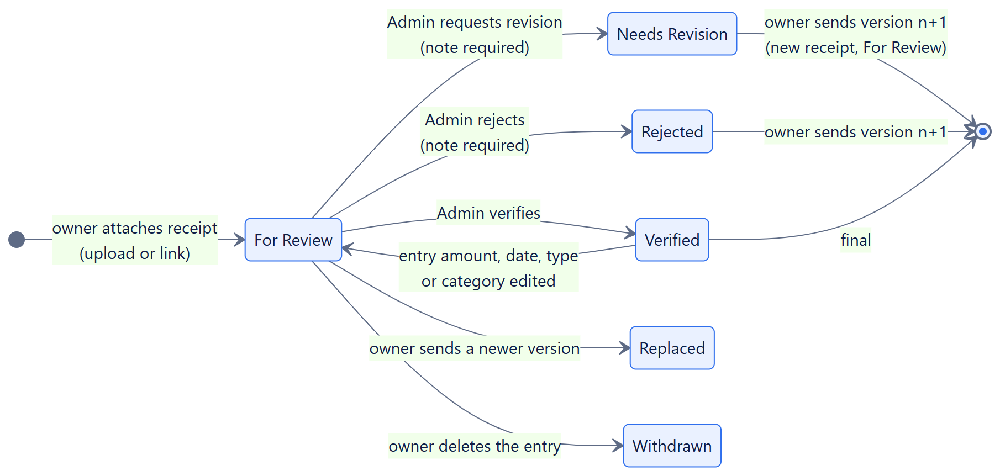 Admin requests revision
(note required)
Needs Revision
owner sends version n+1
(new receipt, For Review)
Admin rejects
(note required)
Rejected
owner sends version n+1
owner attaches receipt
(upload or link)
For Review
Admin verifies
Verified
entry amount, date, type
or category edited
final
owner sends a newer version
Replaced
owner deletes the entry
Withdrawn